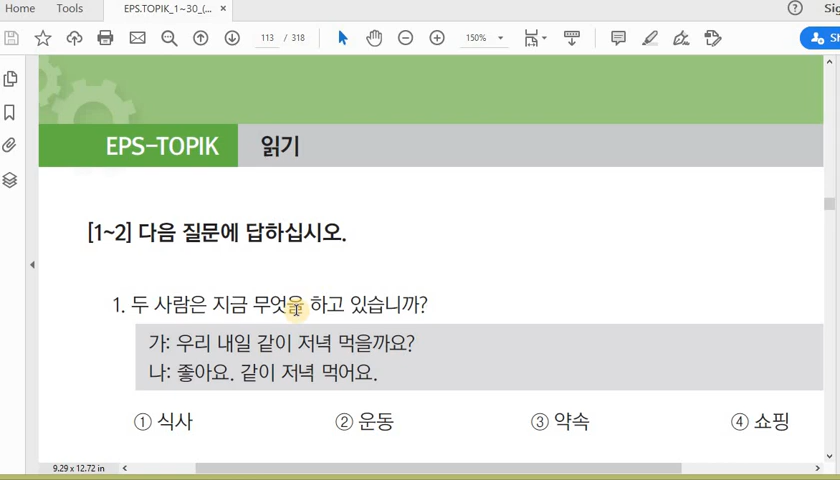 Home Tools EPS.TOPIK_1~30_(... × ? Sig
113 / 318 150%
EPS-TOPIK 읽기
[1~2] 다음 질문에 답하십시오.
1. 두 사람은 지금 무엇을 하고 있습니까?
가: 우리 내일 같이 저녁 먹을까요?
나: 좋아요. 같이 저녁 먹어요.
① 식사 ② 운동 ③ 약속 ④ 쇼핑
9.29 x 12.72 in